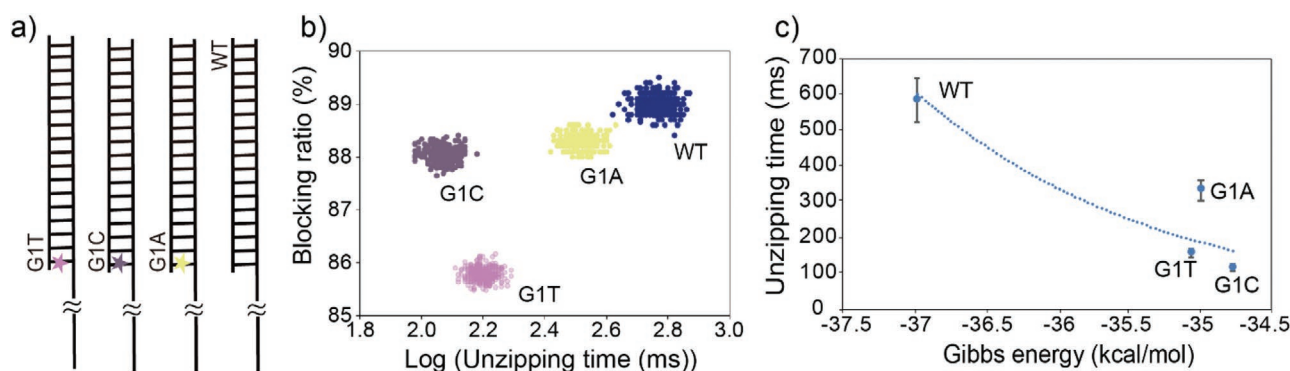 a)
G1T
G1C
G1A
WT
b)
Blocking ratio (%)
90
89
88
87
86
85
WT
G1A
G1C
G1T
1.8 2.0 2.2 2.4 2.6 2.8 3.0
Log (Unzipping time (ms))
c)
Unzipping time (ms)
700
600
500
400
300
200
100
0
WT
G1A
G1T
G1C
-37.5 -37 -36.5 -36 -35.5 -35 -34.5
Gibbs energy (kcal/mol)